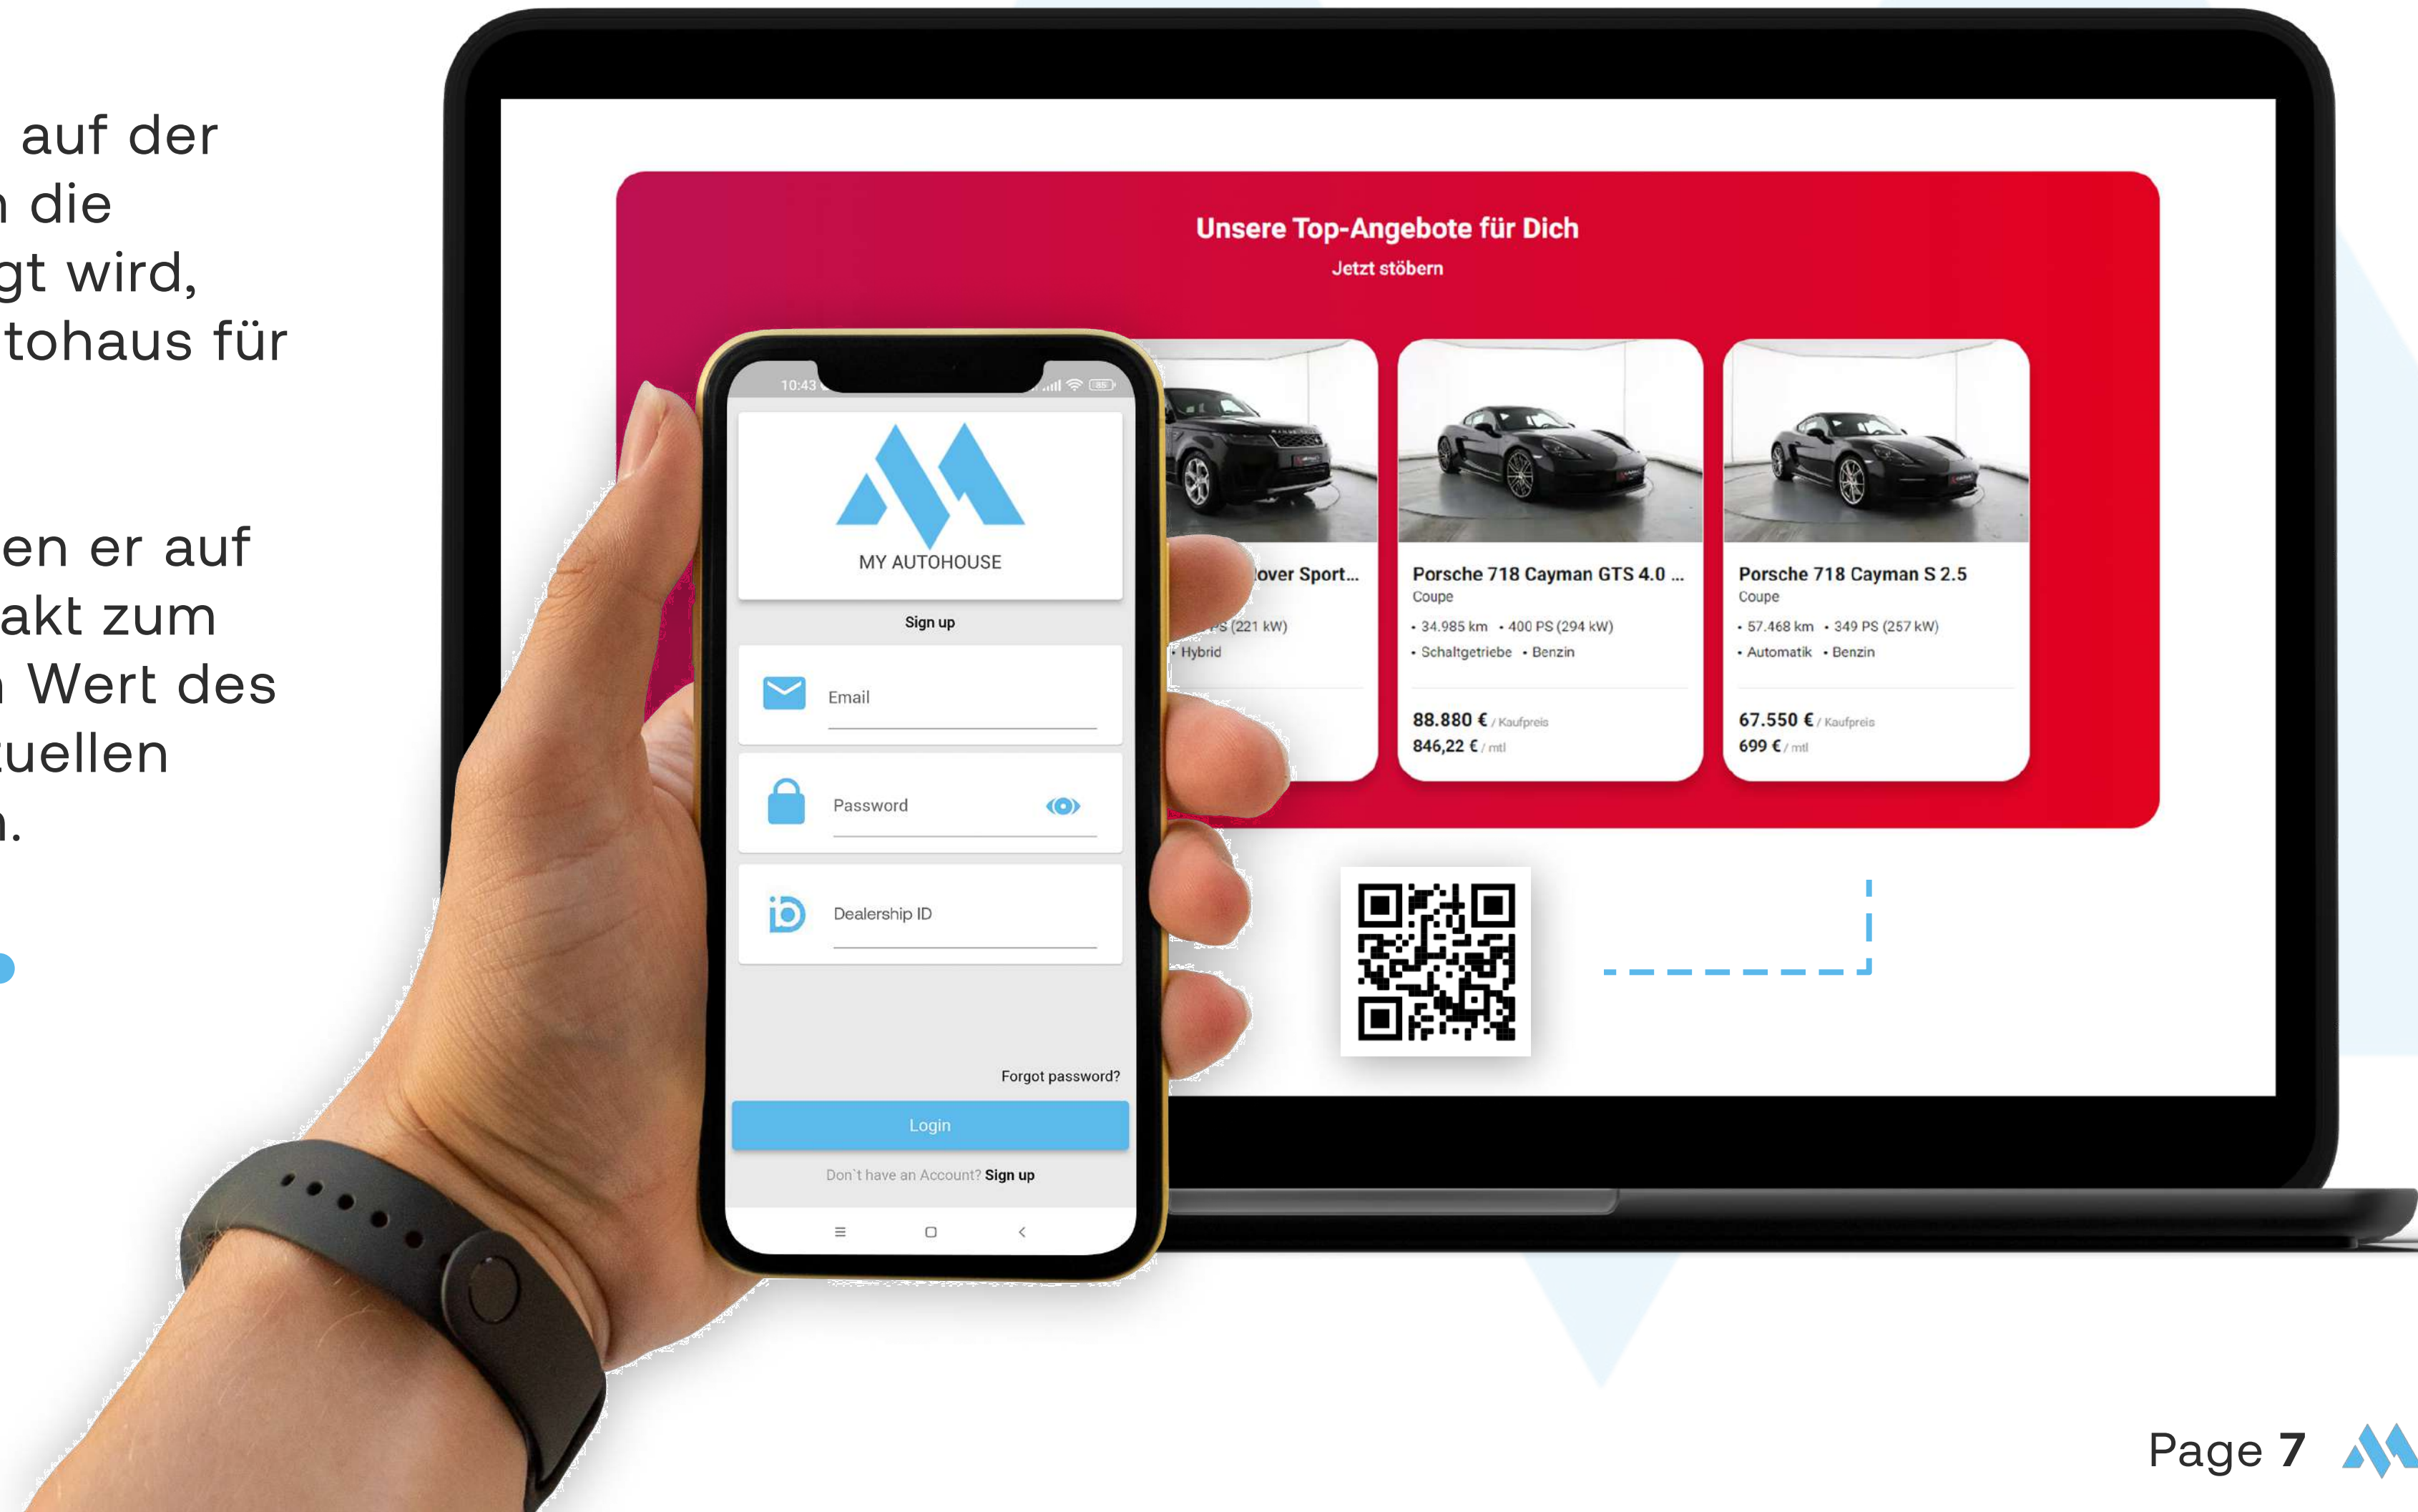 auf der
die
gt wird,
tohaus für
en er auf
akt zum
Wert des
tuellen
Unsere Top-Angebote für Dich
Jetzt stöbern
over Sport...
PS (221 kW)
• Hybrid
Porsche 718 Cayman GTS 4.0 ...
Coupe
• 34.985 km • 400 PS (294 kW)
• Schaltgetriebe • Benzin
88.880 € / Kaufpreis
846,22 € / mtl
Porsche 718 Cayman S 2.5
Coupe
• 57.468 km • 349 PS (257 kW)
• Automatik • Benzin
67.550 € / Kaufpreis
699 € / mtl
10:43
86
MY AUTOHOUSE
Sign up
Email
Password
iD
Dealership ID
Forgot password?
Login
Don`t have an Account? Sign up
Page 7